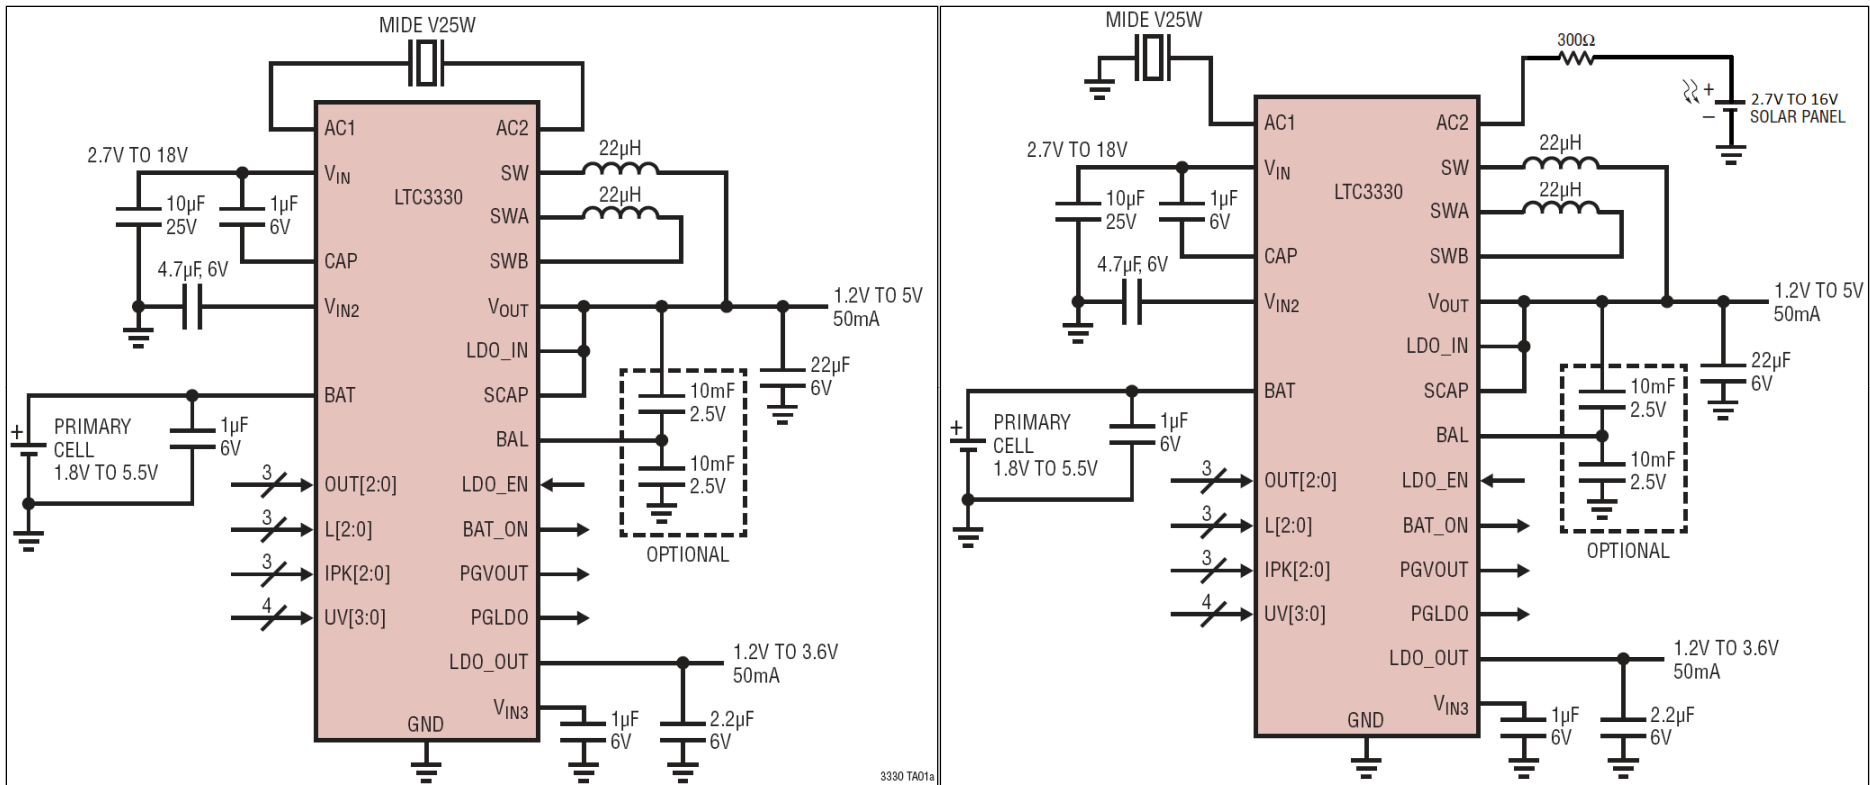 MIDE V25W
AC1
AC2
2.7V TO 18V
VIN
LTC3330
SW
22µH
10µF
25V
1µF
6V
SWA
22µH
CAP
SWB
4.7µF, 6V
VIN2
VOUT
1.2V TO 5V
50mA
LDO_IN
22µF
6V
BAT
SCAP
10mF
2.5V
+
PRIMARY
CELL
1.8V TO 5.5V
1µF
6V
BAL
10mF
2.5V
3
OUT[2:0]
LDO_EN
3
L[2:0]
BAT_ON
OPTIONAL
3
IPK[2:0]
PGVOUT
4
UV[3:0]
PGLDO
LDO_OUT
1.2V TO 3.6V
50mA
VIN3
GND
1µF
6V
2.2µF
6V
3330 TA01a
MIDE V25W
300Ω
+
–
2.7V TO 16V
SOLAR PANEL
AC1
AC2
2.7V TO 18V
VIN
LTC3330
SW
22µH
10µF
25V
1µF
6V
SWA
22µH
CAP
SWB
4.7µF, 6V
VIN2
VOUT
1.2V TO 5V
50mA
LDO_IN
22µF
6V
BAT
SCAP
10mF
2.5V
+
PRIMARY
CELL
1.8V TO 5.5V
1µF
6V
BAL
10mF
2.5V
3
OUT[2:0]
LDO_EN
3
L[2:0]
BAT_ON
OPTIONAL
3
IPK[2:0]
PGVOUT
4
UV[3:0]
PGLDO
LDO_OUT
1.2V TO 3.6V
50mA
VIN3
GND
1µF
6V
2.2µF
6V